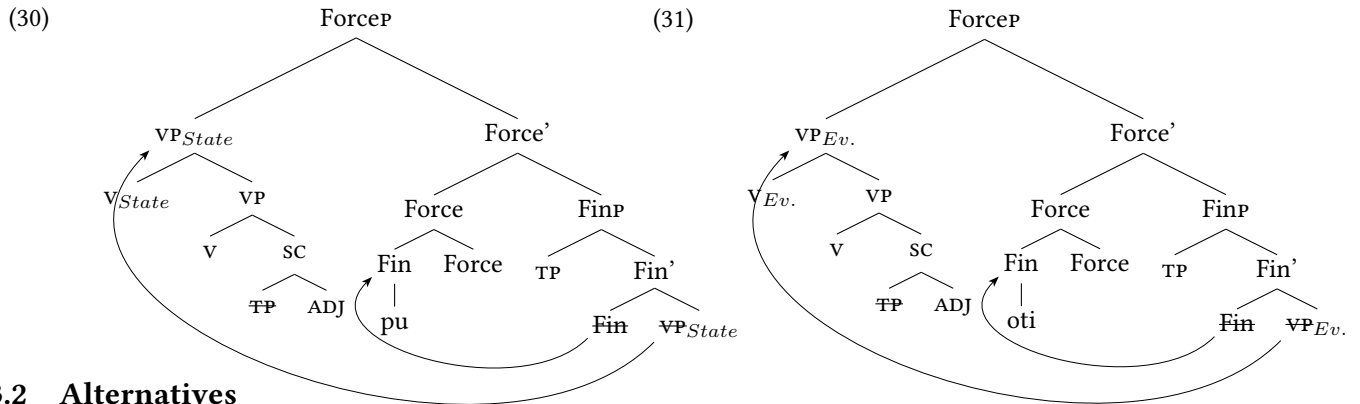 (30) ForceP (31) ForceP
VP_State Force’ VP_Ev. Force’
V_State VP Force FinP V_Ev. VP Force FinP
V SC Fin Force TP Fin’ V SC Fin Force TP Fin’
TP ADJ pu Fin VP_State TP ADJ oti Fin VP_Ev.
3.2 Alternatives